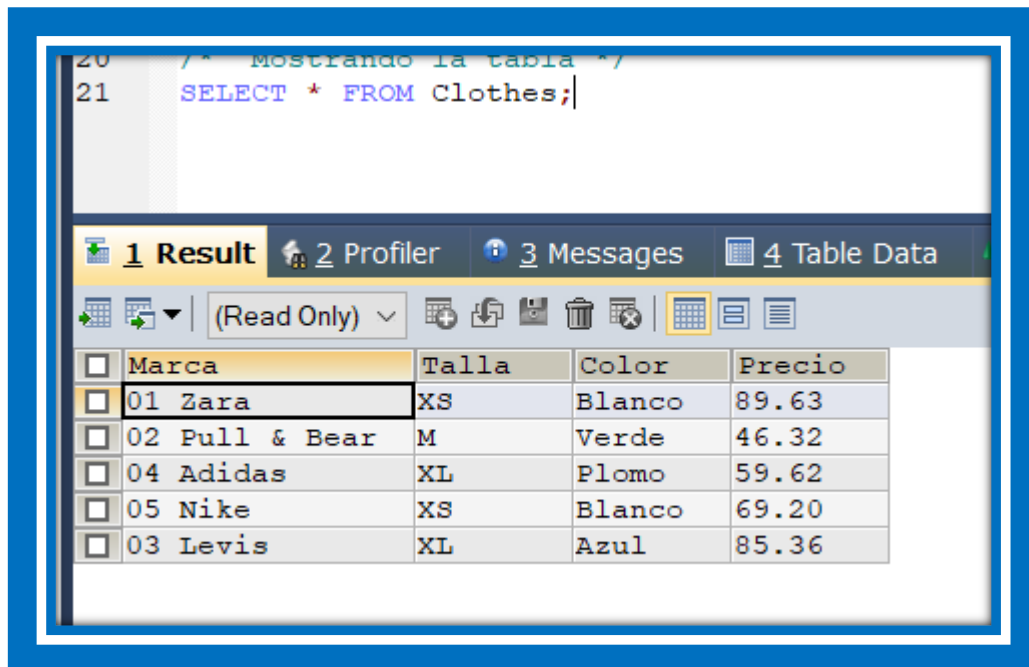 20 /* Mostrando la tabla */
21 SELECT * FROM Clothes;
1 Result 2 Profiler 3 Messages 4 Table Data
(Read Only)
Marca Talla Color Precio
01 Zara XS Blanco 89.63
02 Pull & Bear M Verde 46.32
04 Adidas XL Plomo 59.62
05 Nike XS Blanco 69.20
03 Levis XL Azul 85.36